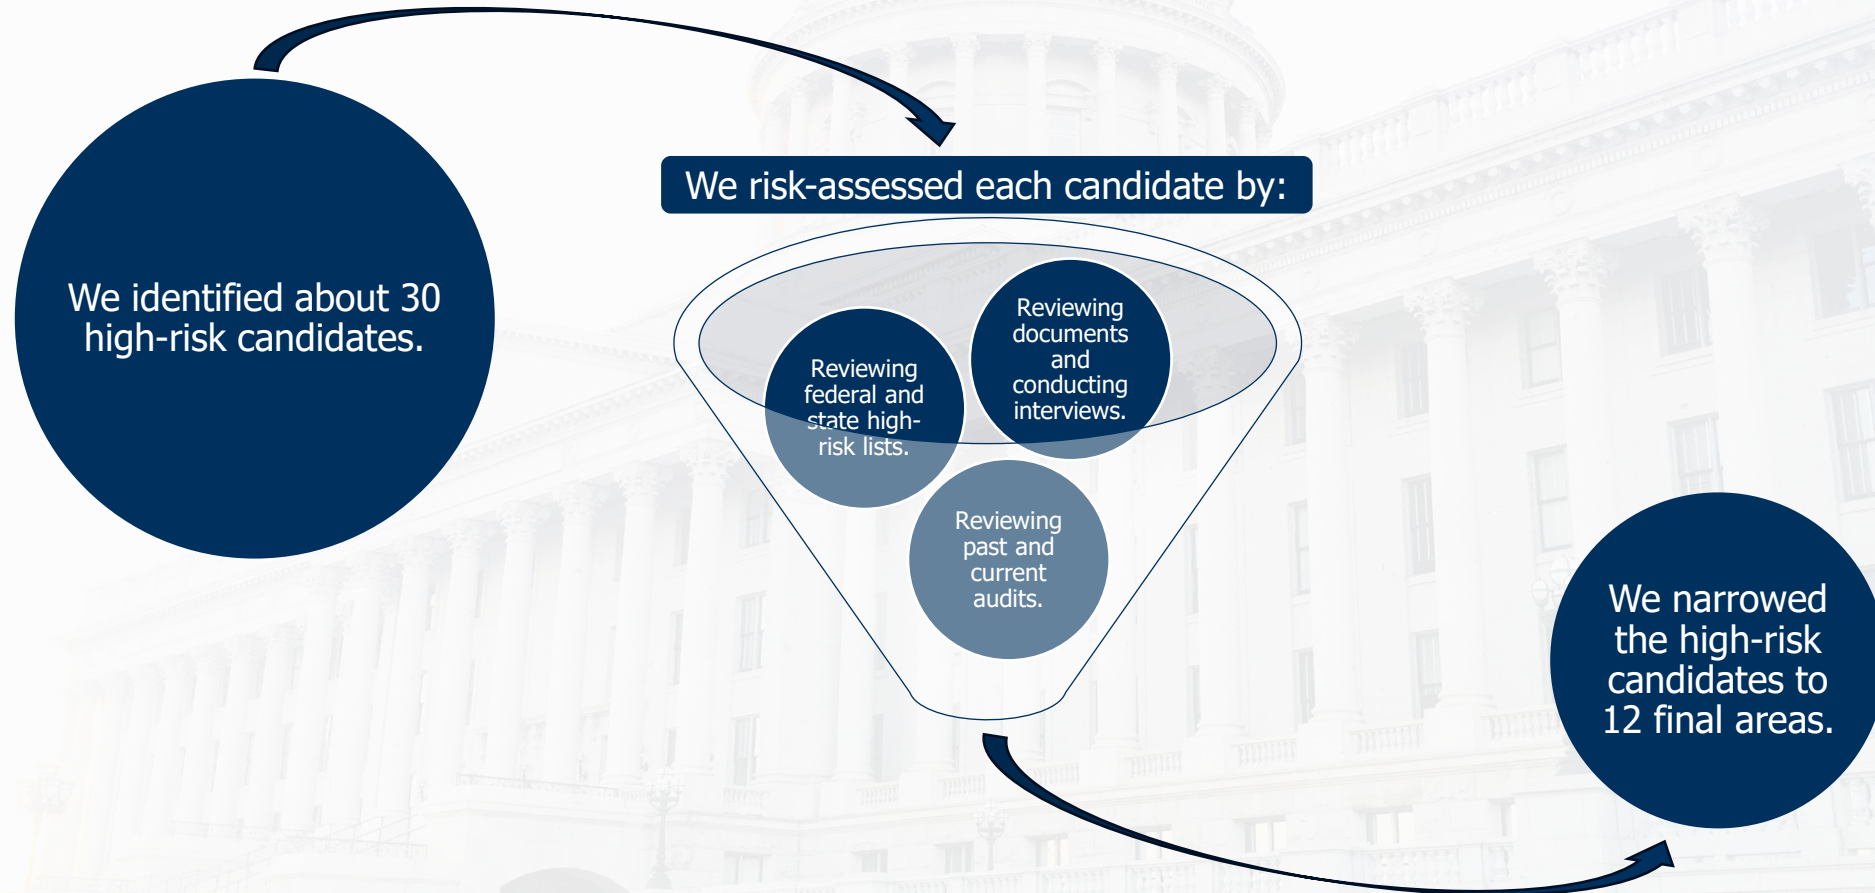 We identified about 30
high-risk candidates.
We risk-assessed each candidate by:
Reviewing
federal and
state high-
risk lists.
Reviewing
documents
and
conducting
interviews.
Reviewing
past and
current
audits.
We narrowed
the high-risk
candidates to
12 final areas.